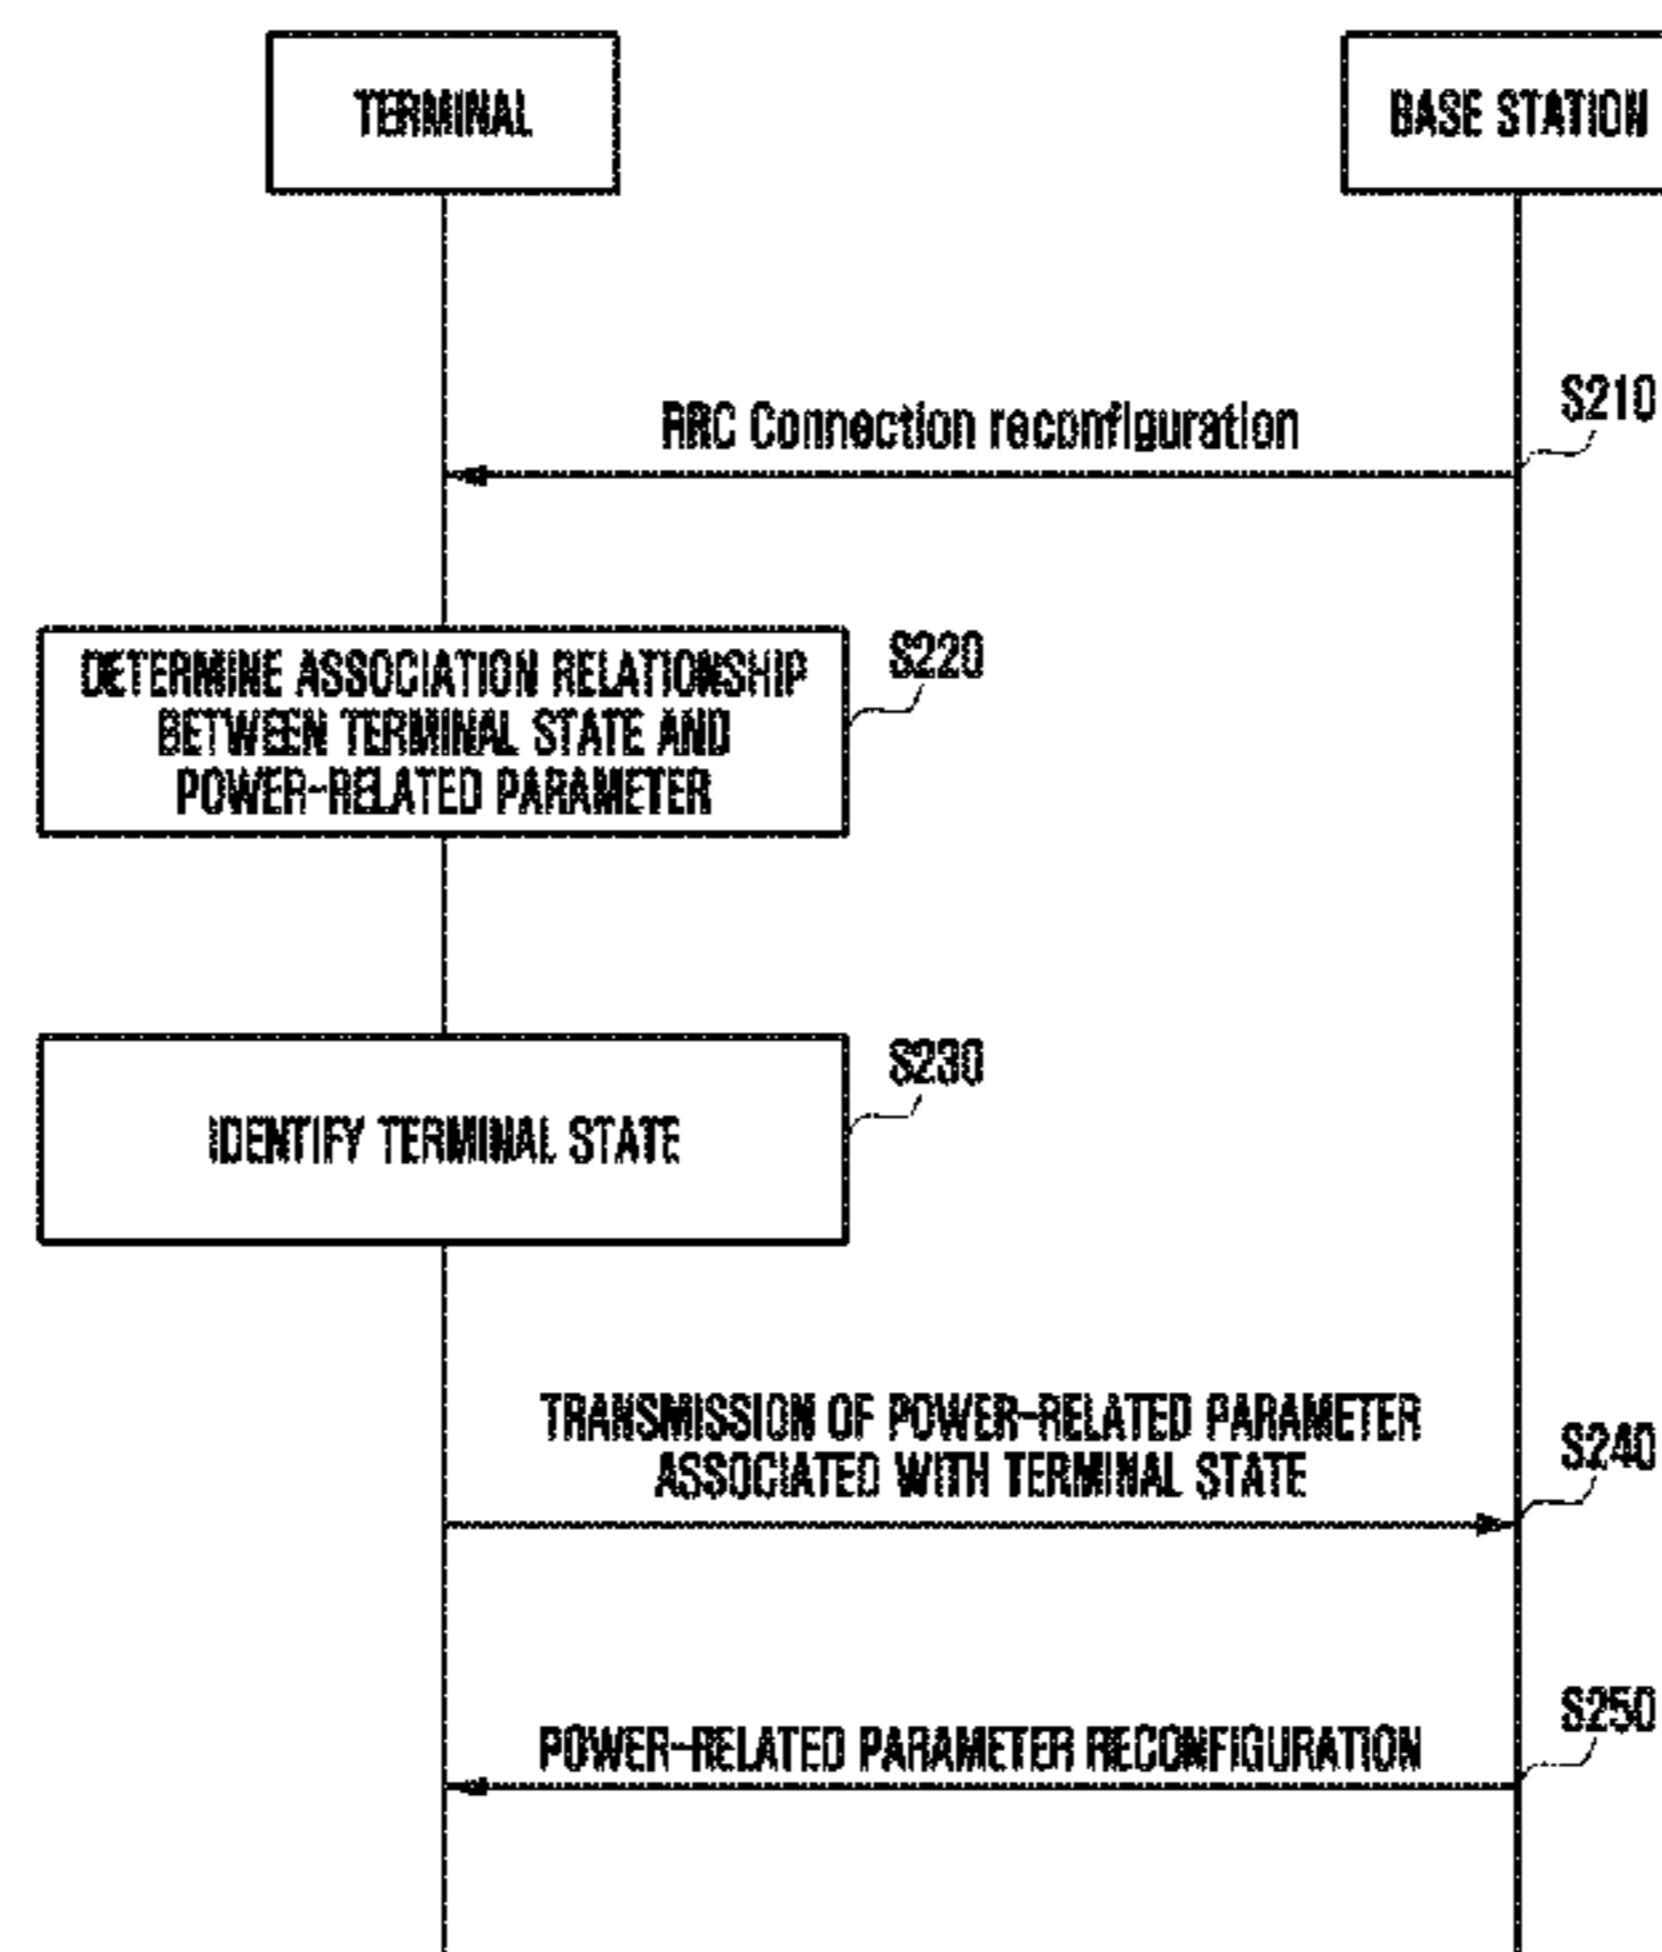 TERMINAL
BASE STATION
S210
RRC Connection reconfiguration
DETERMINE ASSOCIATION RELATIONSHIP
BETWEEN TERMINAL STATE AND
POWER-RELATED PARAMETER
S220
IDENTIFY TERMINAL STATE
S230
TRANSMISSION OF POWER-RELATED PARAMETER
ASSOCIATED WITH TERMINAL STATE
S240
POWER-RELATED PARAMETER RECONFIGURATION
S250